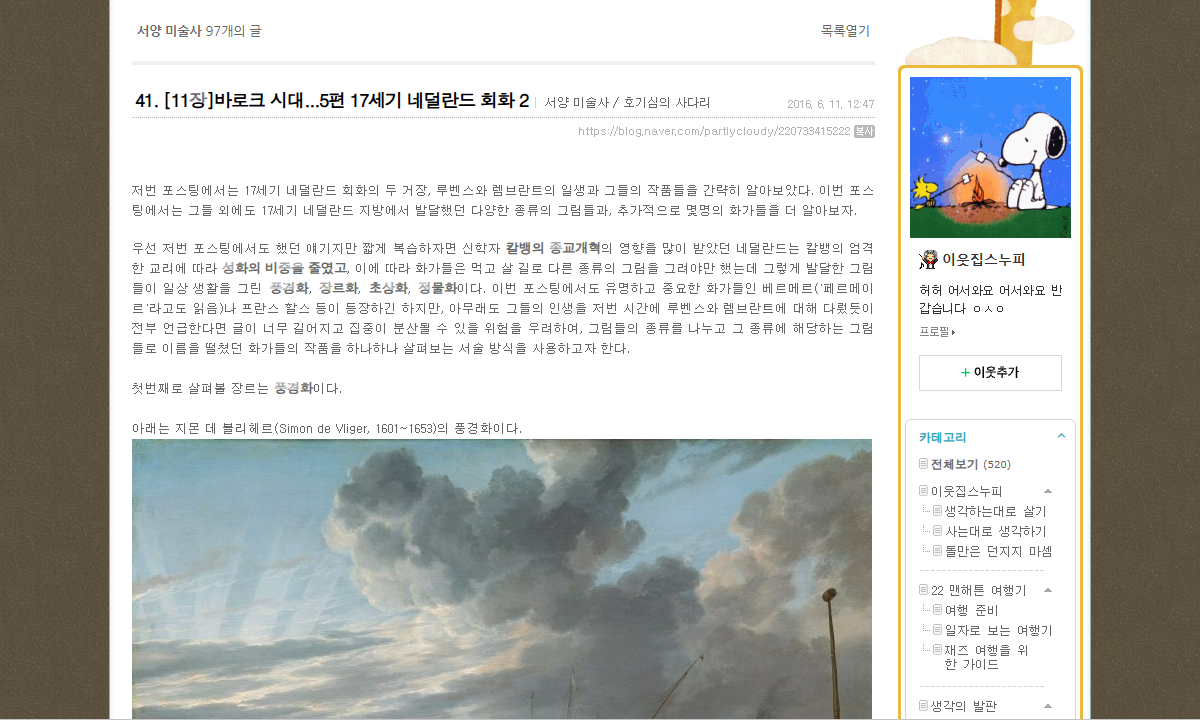 서양 미술사 97개의 글
목록열기
41. [11장]바로크 시대...5편 17세기 네덜란드 회화 2 | 서양 미술사 / 호기심의 사다리
2016. 6. 11. 12:47
https://blog.naver.com/partlycloudy/220733415222 복사
저번 포스팅에서는 17세기 네덜란드 회화의 두 거장, 루벤스와 렘브란트의 일생과 그들의 작품들을 간략히 알아보았다. 이번 포스
팅에서는 그들 외에도 17세기 네덜란드 지방에서 발달했던 다양한 종류의 그림들과, 추가적으로 몇명의 화가들을 더 알아보자.
우선 저번 포스팅에서도 했던 얘기지만 짧게 복습하자면 신학자 칼뱅의 종교개혁의 영향을 많이 받았던 네덜란드는 칼뱅의 엄격
한 교리에 따라 성화의 비중을 줄였고, 이에 따라 화가들은 먹고 살 길로 다른 종류의 그림을 그려야만 했는데 그렇게 발달한 그림
들이 일상 생활을 그린 풍경화, 장르화, 초상화, 정물화이다. 이번 포스팅에서도 유명하고 중요한 화가들인 베르메르('페르메이
르'라고도 읽음)나 프란스 할스 등이 등장하긴 하지만, 아무래도 그들의 인생을 저번 시간에 루벤스와 렘브란트에 대해 다뤘듯이
전부 언급한다면 글이 너무 길어지고 집중이 분산될 수 있을 위험을 우려하여, 그림들의 종류를 나누고 그 종류에 해당하는 그림
들로 이름을 떨쳤던 화가들의 작품을 하나하나 살펴보는 서술 방식을 사용하고자 한다.
첫번째로 살펴볼 장르는 풍경화이다.
아래는 지몬 데 블리헤르(Simon de Vliger, 1601~1653)의 풍경화이다.
이웃집스누피
허허 어서와요 어서와요 반
갑습니다 ㅇㅅㅇ
프로필
+ 이웃추가
카테고리
전체보기 (520)
이웃집스누피
생각하는대로 살기
사는대로 생각하기
돌만은 던지지 마셈
22 맨해튼 여행기
여행 준비
일자로 보는 여행기
재즈 여행을 위
한 가이드
생각의 발판